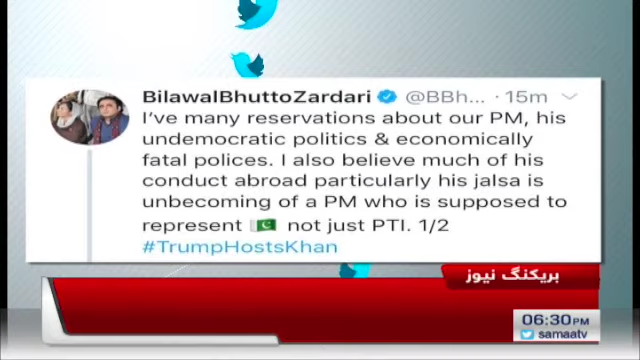 BilawalBhuttoZardari @BBh... · 15m
I've many reservations about our PM, his
undemocratic politics & economically
fatal polices. I also believe much of his
conduct abroad particularly his jalsa is
unbecoming of a PM who is supposed to
represent 🇵🇰 not just PTI. 1/2
#TrumpHostsKhan
بریکنگ نیوز
06:30 PM
samaatv